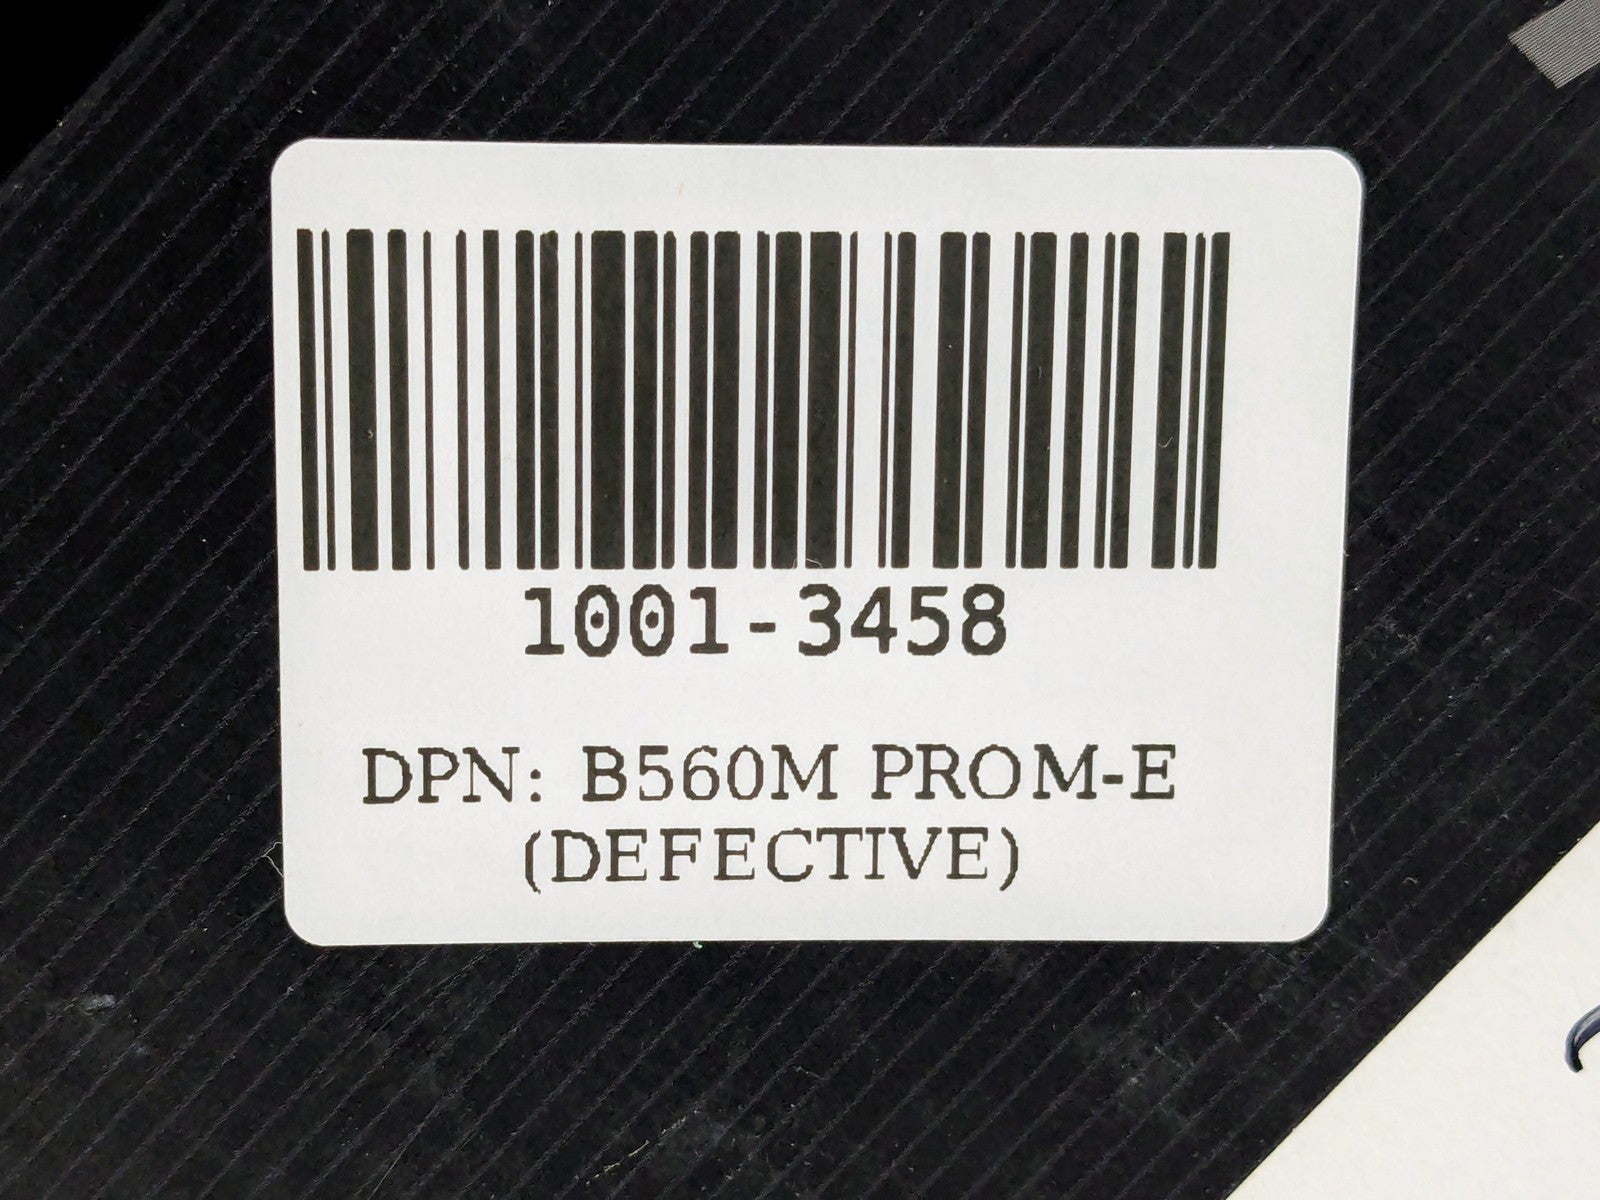 1001-3458
DPN: B560M PROM-E
(DEFECTIVE)